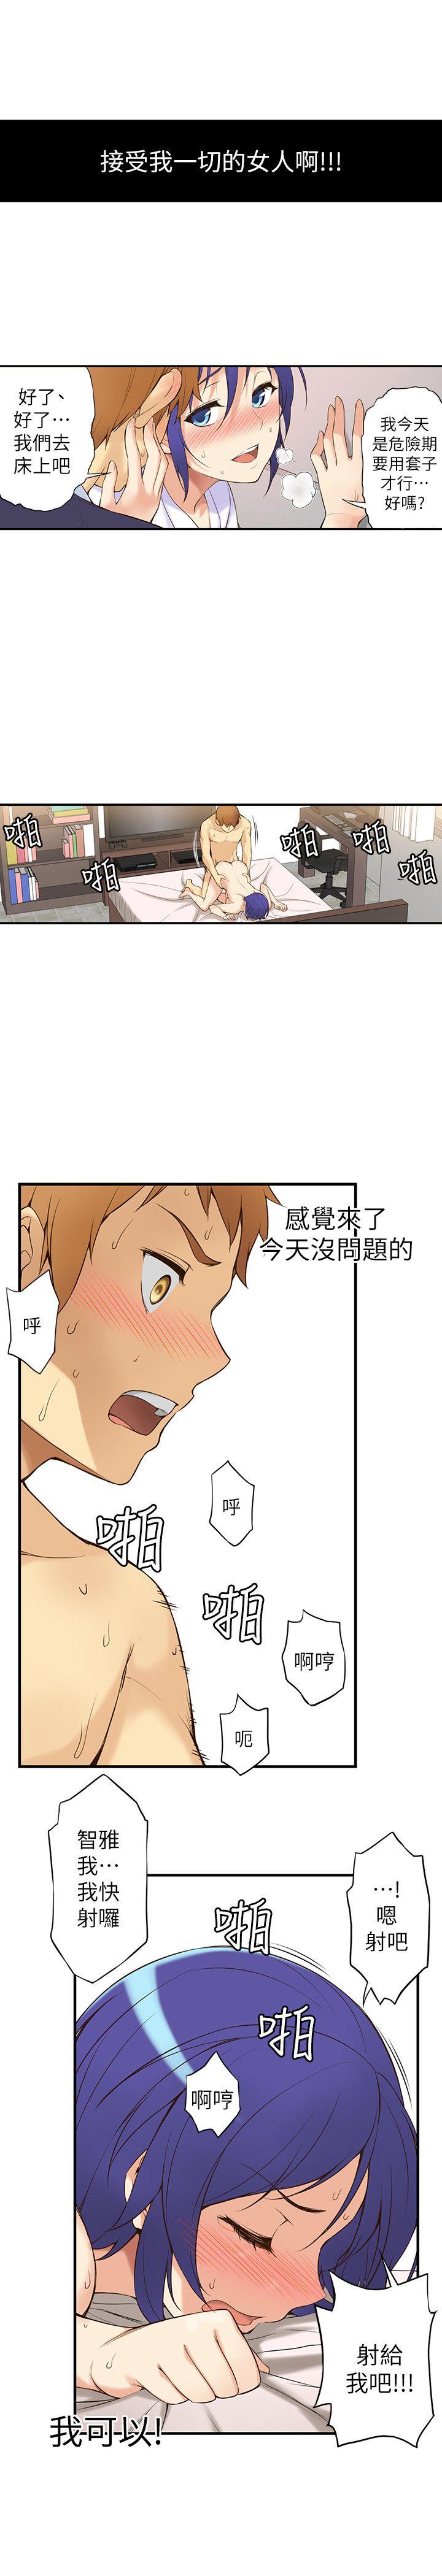 接受我一切的女人啊!!!
我今天
是危險期
要用套子
才行…
好嗎?
好了、
好了…
我們去
床上吧
啪
啪
啪
啪
啪
感覺來了
今天沒問題的
呼
呼
啪
啪
啊哼
呃
智雅
我…
我快
射囉
…!
嗯
射吧
啪
啪
啊哼
射給
我吧!!!
我可以!